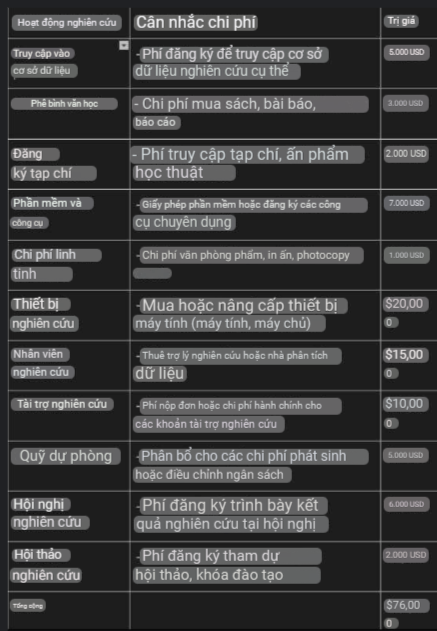 Hoạt động nghiên cứu Cân nhắc chi phí Trị giá
Truy cập vào - Phí đăng ký để truy cập cơ sở 5.000 USD
cơ sở dữ liệu dữ liệu nghiên cứu cụ thể
Phê bình văn học - Chi phí mua sách, bài báo, 3.000 USD
báo cáo
Đăng - Phí truy cập tạp chí, ấn phẩm 2.000 USD
ký tạp chí học thuật
Phần mềm và - Giấy phép phần mềm hoặc đăng ký các công 7.000 USD
công cụ cụ chuyên dụng
Chi phí linh - Chi phí văn phòng phẩm, in ấn, photocopy 1.000 USD
tinh
Thiết bị - Mua hoặc nâng cấp thiết bị $20,00
nghiên cứu máy tính (máy tính, máy chủ) 0
Nhân viên - Thuê trợ lý nghiên cứu hoặc nhà phân tích $15,00
nghiên cứu dữ liệu 0
Tài trợ nghiên cứu - Phí nộp đơn hoặc chi phí hành chính cho $10,00
các khoản tài trợ nghiên cứu 0
Quỹ dự phòng - Phân bổ cho các chi phí phát sinh 5.000 USD
hoặc điều chỉnh ngân sách
Hội nghị - Phí đăng ký trình bày kết 6.000 USD
nghiên cứu quả nghiên cứu tại hội nghị
Hội thảo - Phí đăng ký tham dự 2.000 USD
nghiên cứu hội thảo, khóa đào tạo
Tổng cộng $76,00
0